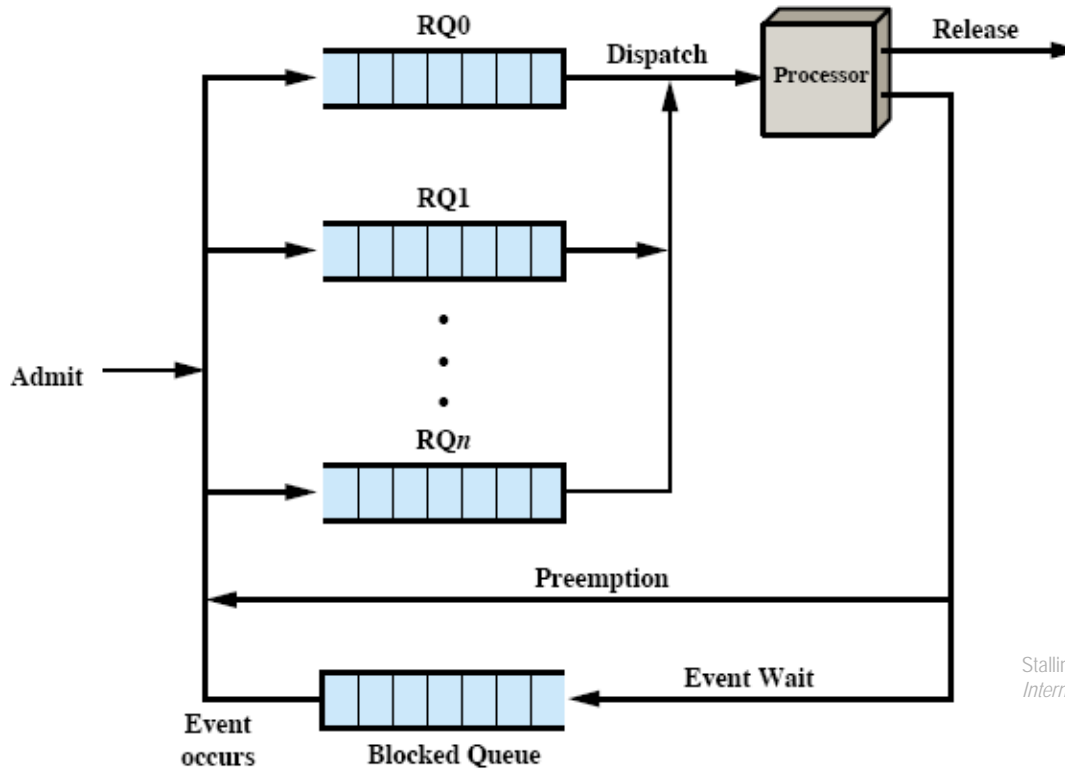 RQ0
Release
Dispatch
Processor
RQ1
Admit
RQn
Preemption
Event Wait
Event
occurs
Blocked Queue